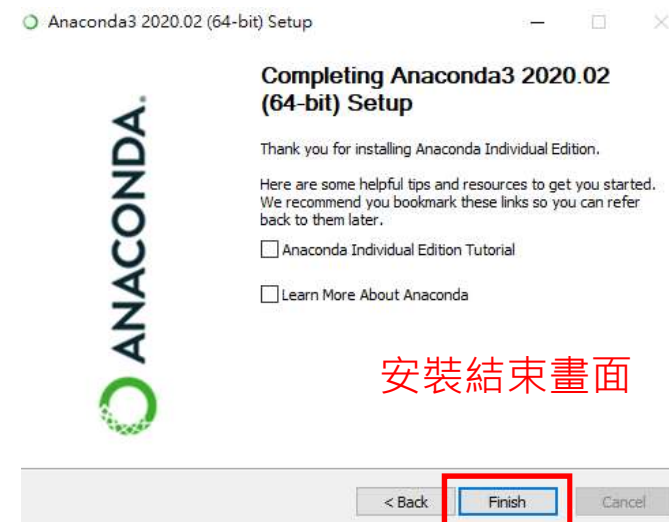 Anaconda3 2020.02 (64-bit) Setup
Completing Anaconda3 2020.02
(64-bit) Setup
Thank you for installing Anaconda Individual Edition.
Here are some helpful tips and resources to get you started.
We recommend you bookmark these links so you can refer
back to them later.
Anaconda Individual Edition Tutorial
Learn More About Anaconda
ANACONDA.
安裝結束畫面
< Back Finish Cancel